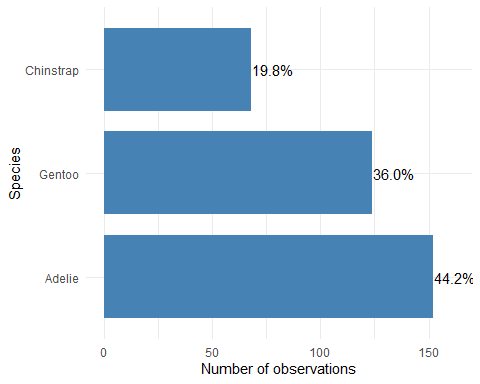 Chinstrap
19.8%
Gentoo
36.0%
Adelie
44.2%
0 50 100 150
Number of observations
Species